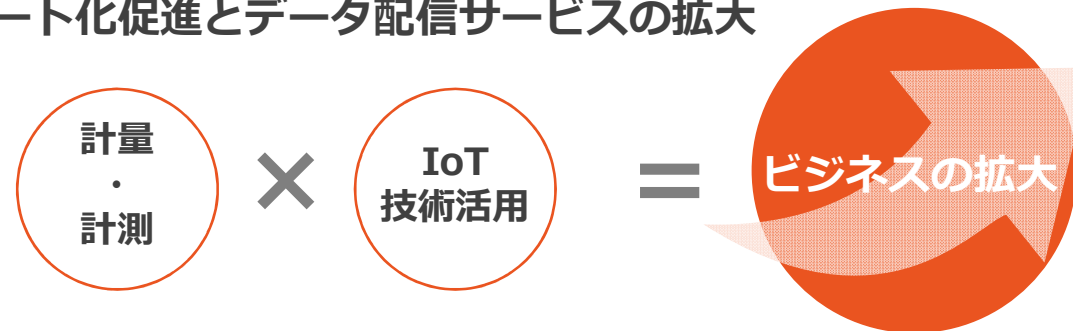 ート化促進とデータ配信サービスの拡大
計量
・
計測
×
IoT
技術活用
=
ビジネスの拡大